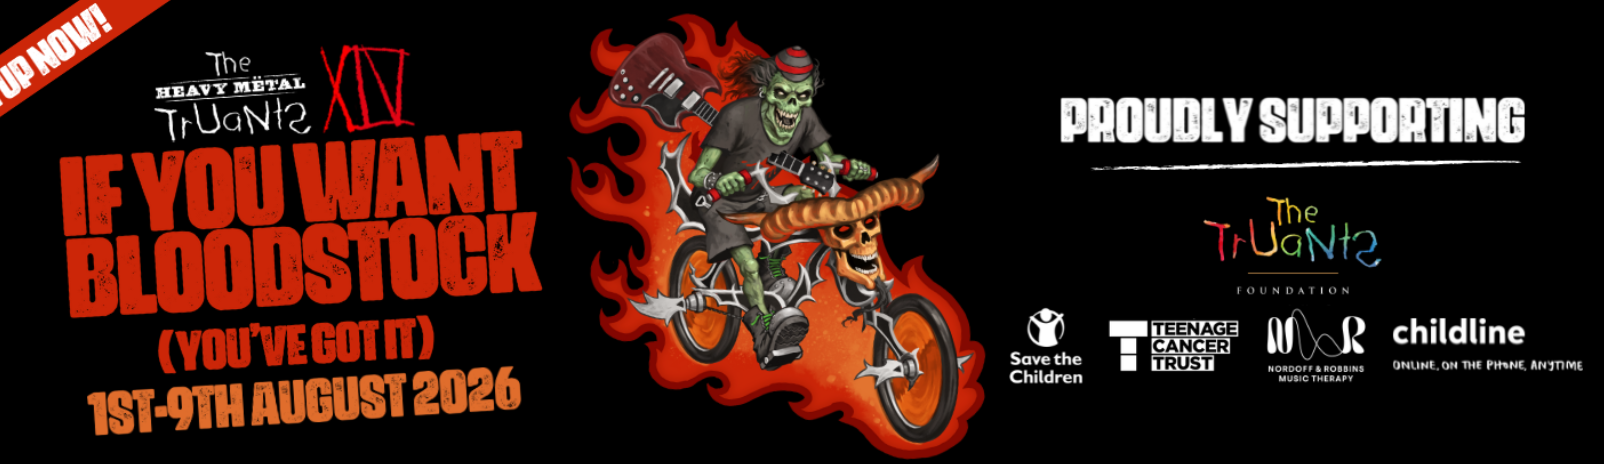 UP NOW!
The
HEAVY MËTAL
TrUaNtS
XIV
IF YOU WANT
BLOODSTOCK
(YOU'VE GOT IT)
1ST-9TH AUGUST 2026
PROUDLY SUPPORTING
The
TrUaNtS
FOUNDATION
Save the
Children
TEENAGE
CANCER
TRUST
NORDOFF & ROBBINS
MUSIC THERAPY
childline
ONLINE, ON THE PHONE, ANYTIME